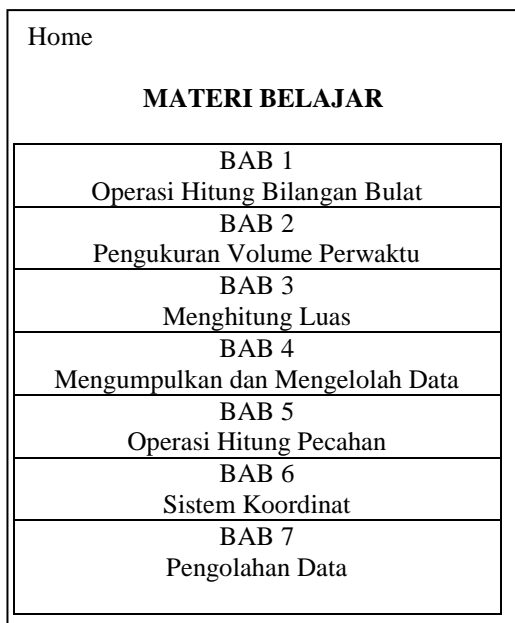 Home
MATERI BELAJAR
BAB 1
Operasi Hitung Bilangan Bulat
BAB 2
Pengukuran Volume Perwaktu
BAB 3
Menghitung Luas
BAB 4
Mengumpulkan dan Mengelolah Data
BAB 5
Operasi Hitung Pecahan
BAB 6
Sistem Koordinat
BAB 7
Pengolahan Data